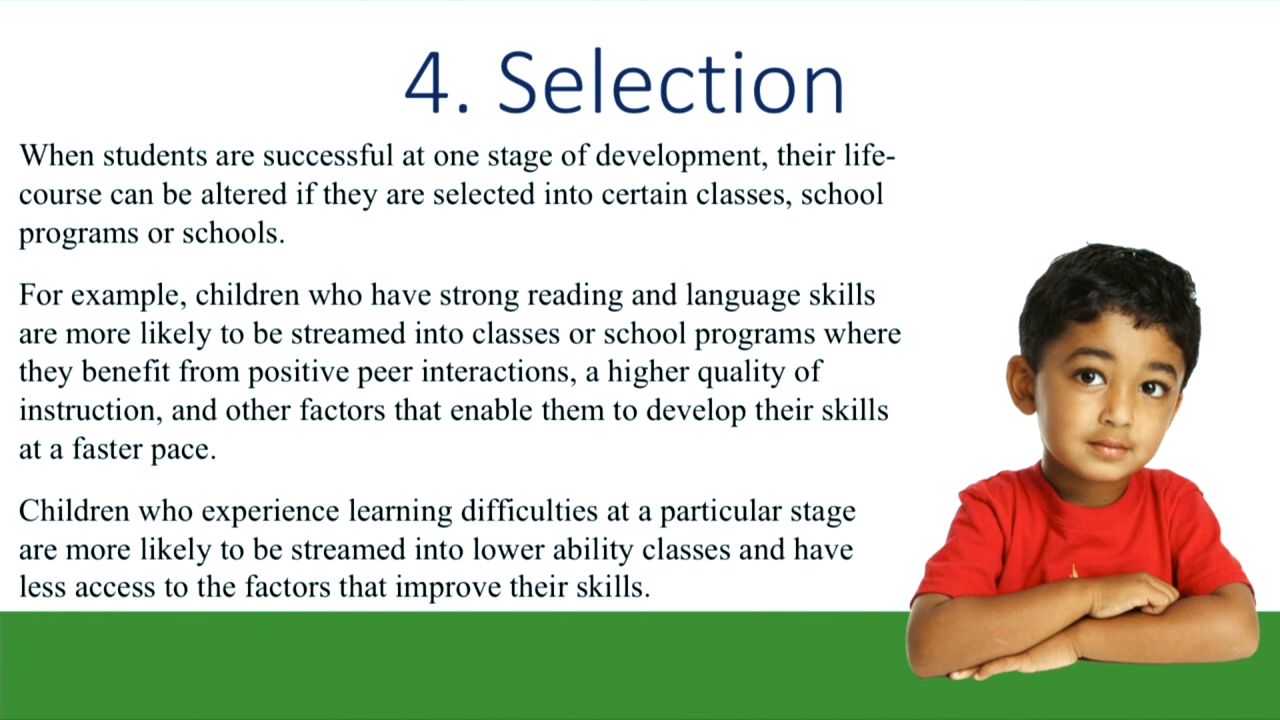 4. Selection
When students are successful at one stage of development, their life-
course can be altered if they are selected into certain classes, school
programs or schools.
For example, children who have strong reading and language skills
are more likely to be streamed into classes or school programs where
they benefit from positive peer interactions, a higher quality of
instruction, and other factors that enable them to develop their skills
at a faster pace.
Children who experience learning difficulties at a particular stage
are more likely to be streamed into lower ability classes and have
less access to the factors that improve their skills.